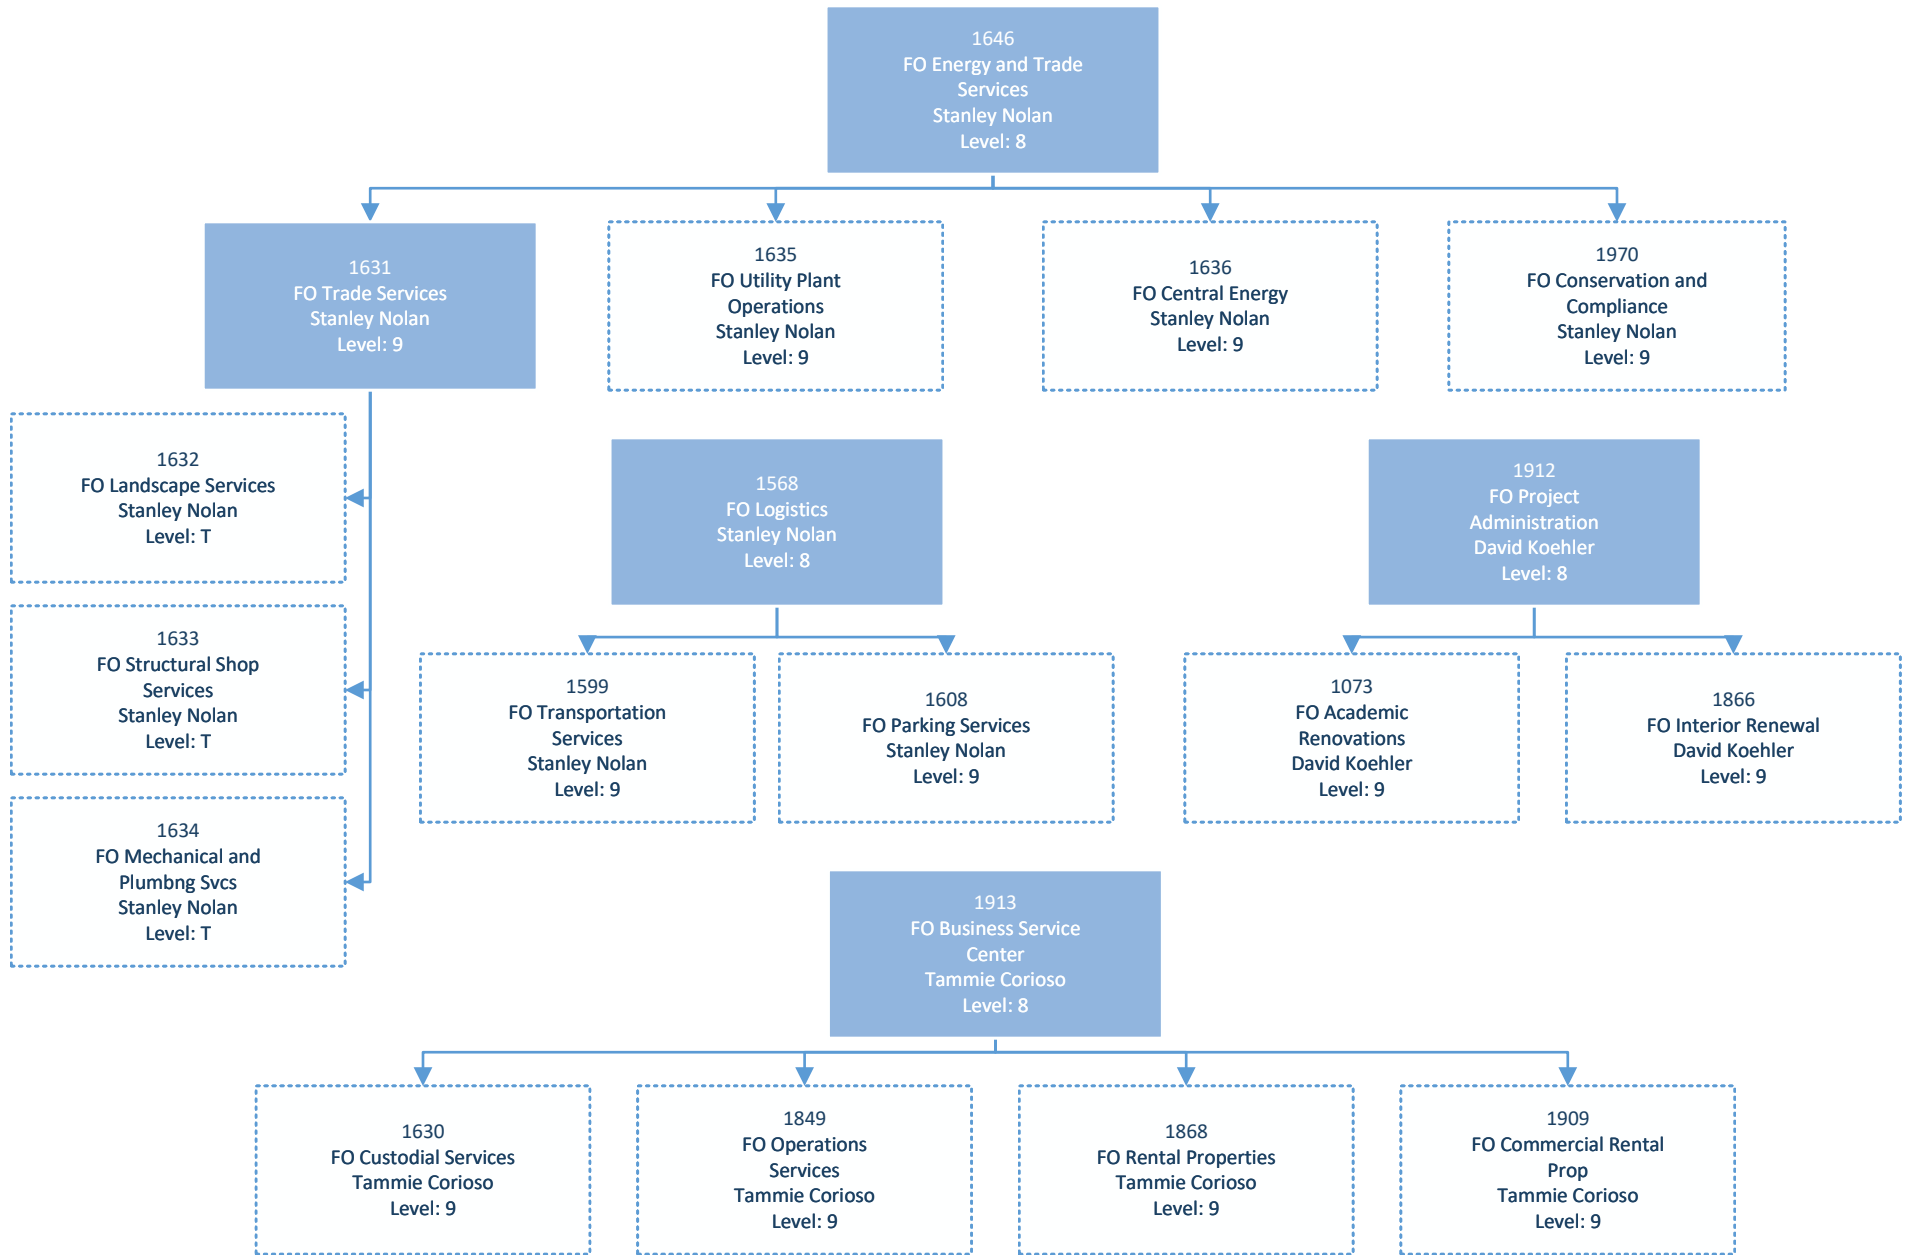 1646
FO Energy and Trade
Services
Stanley Nolan
Level: 8
1631
FO Trade Services
Stanley Nolan
Level: 9
1635
FO Utility Plant
Operations
Stanley Nolan
Level: 9
1636
FO Central Energy
Stanley Nolan
Level: 9
1970
FO Conservation and
Compliance
Stanley Nolan
Level: 9
1632
FO Landscape Services
Stanley Nolan
Level: T
1633
FO Structural Shop
Services
Stanley Nolan
Level: T
1634
FO Mechanical and
Plumbng Svcs
Stanley Nolan
Level: T
1568
FO Logistics
Stanley Nolan
Level: 8
1599
FO Transportation
Services
Stanley Nolan
Level: 9
1608
FO Parking Services
Stanley Nolan
Level: 9
1912
FO Project
Administration
David Koehler
Level: 8
1073
FO Academic
Renovations
David Koehler
Level: 9
1866
FO Interior Renewal
David Koehler
Level: 9
1913
FO Business Service
Center
Tammie Corioso
Level: 8
1630
FO Custodial Services
Tammie Corioso
Level: 9
1849
FO Operations
Services
Tammie Corioso
Level: 9
1868
FO Rental Properties
Tammie Corioso
Level: 9
1909
FO Commercial Rental
Prop
Tammie Corioso
Level: 9